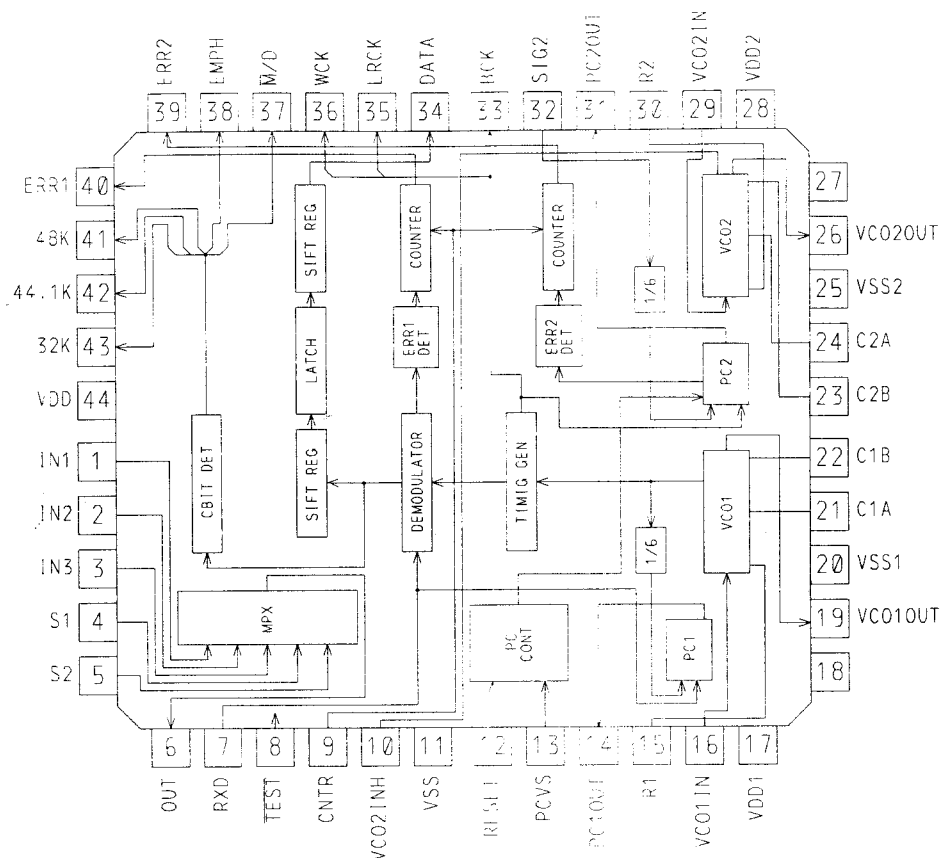 ERR2
EMPH
M/D
WCK
LRCK
DATA
BCK
SIG2
PC2OUT
R2
VCO2IN
VDD2
39
38
37
36
35
34
33
32
31
30
29
28
ERR1 40
48K 41
44.1K 42
32K 43
VDD 44
IN1 1
IN2 2
IN3 3
S1 4
S2 5
27
26 VCO2OUT
25 VSS2
24 C2A
23 C2B
22 C1B
21 C1A
20 VSS1
19 VCO1OUT
18
SIFT REG
COUNTER
COUNTER
VCO2
1/6
LATCH
ERR1 DET
ERR2 DET
PC2
CBIT DET
SIFT REG
DEMODULATOR
TIMIG GEN
VCO1
1/6
MPX
PC CONT
PC1
6
7
8
9
10
11
12
13
14
15
16
17
OUT
RXD
TEST
CNTR
VCO2INH
VSS
RESET
PCVS
PC1OUT
R1
VCO1IN
VDD1